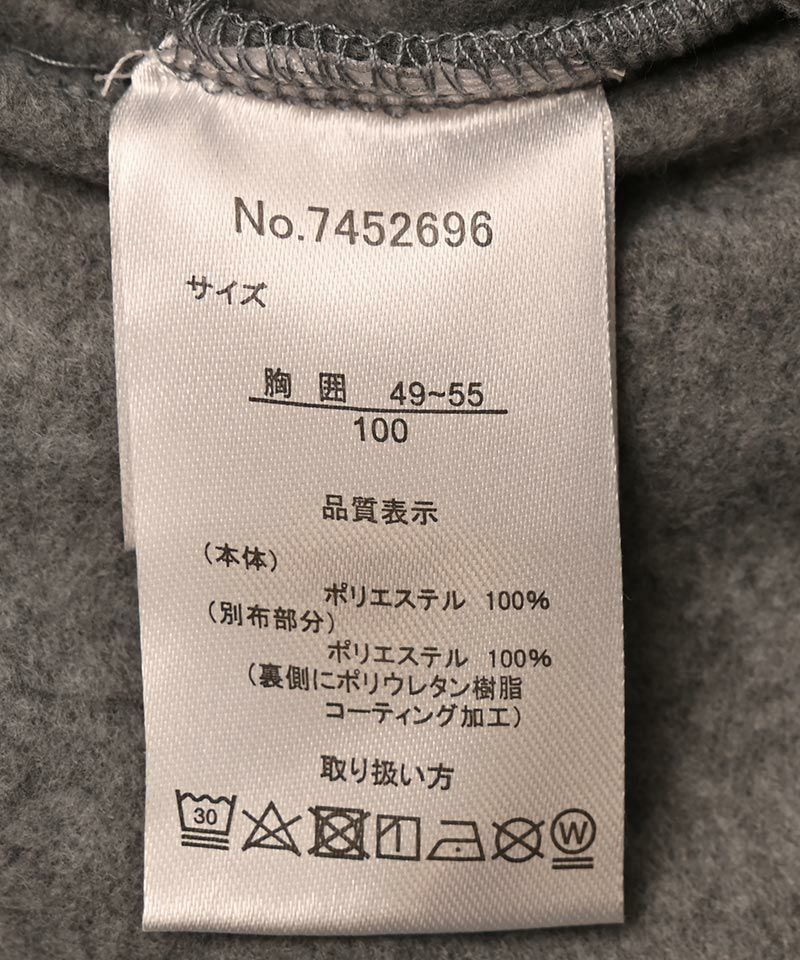 No.7452696
サイズ
胸 囲 49~55
100
品質表示
(本体)
ポリエステル 100%
(別布部分)
ポリエステル 100%
(裏側にポリウレタン樹脂
コーティング加工)
取り扱い方
30
W